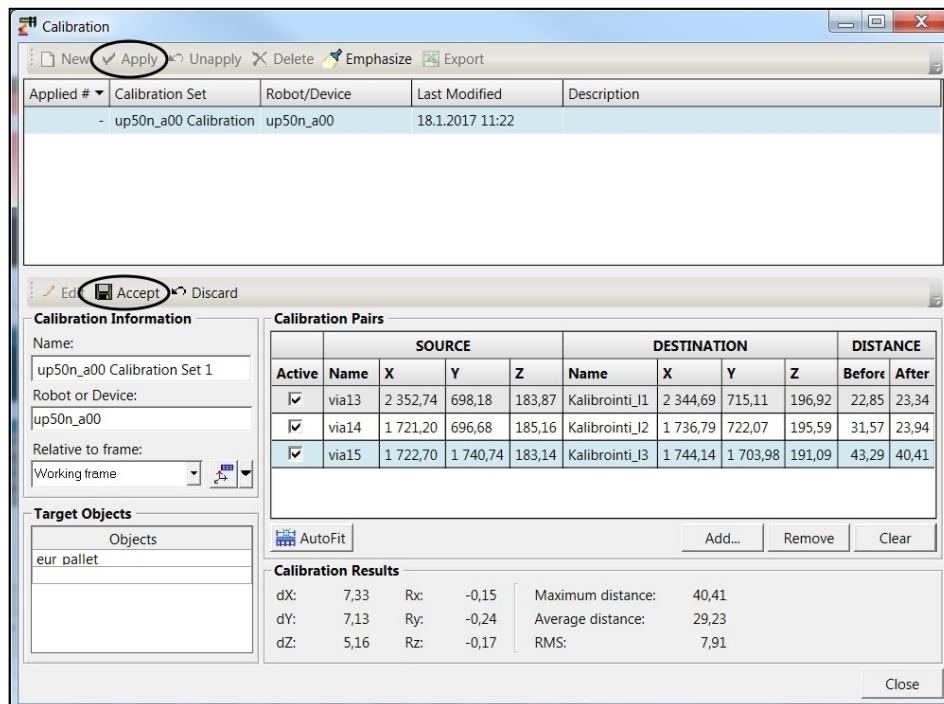 Calibration
New Apply Unapply Delete Emphasize Export
Applied # Calibration Set Robot/Device Last Modified Description
- up50n_a00 Calibration up50n_a00 18.1.2017 11:22
Accept Discard
Calibration Information
Name:
up50n_a00 Calibration Set 1
Robot or Device:
up50n_a00
Relative to frame:
Working frame
Target Objects
Objects
eur_pallet
Calibration Pairs
SOURCE DESTINATION DISTANCE
Active Name X Y Z Name X Y Z Before After
via13 2 352,74 698,18 183,87 Kalibrointi_l1 2 344,69 715,11 196,92 22,85 23,34
via14 1 721,20 696,68 185,16 Kalibrointi_l2 1 736,79 722,07 195,59 31,57 23,94
via15 1 722,70 1 740,74 183,14 Kalibrointi_l3 1 744,14 1 703,98 191,09 43,29 40,41
AutoFit Add... Remove Clear
Calibration Results
dX: 7,33 Rx: -0,15 Maximum distance: 40,41
dY: 7,13 Ry: -0,24 Average distance: 29,23
dZ: 5,16 Rz: -0,17 RMS: 7,91
Close